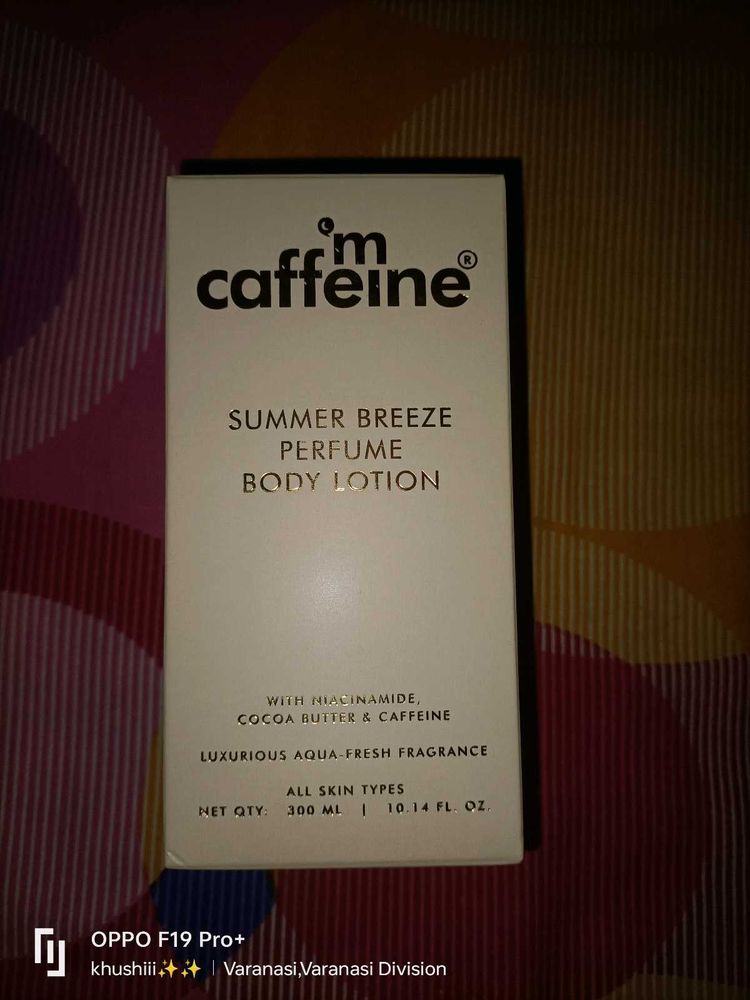 I'm
caffeine®
SUMMER BREEZE
PERFUME
BODY LOTION
WITH NIACINAMIDE,
COCOA BUTTER & CAFFEINE
LUXURIOUS AQUA-FRESH FRAGRANCE
ALL SKIN TYPES
NET QTY: 300 ML | 10.14 FL. OZ.
OPPO F19 Pro+
khushiii✨✨ | Varanasi,Varanasi Division